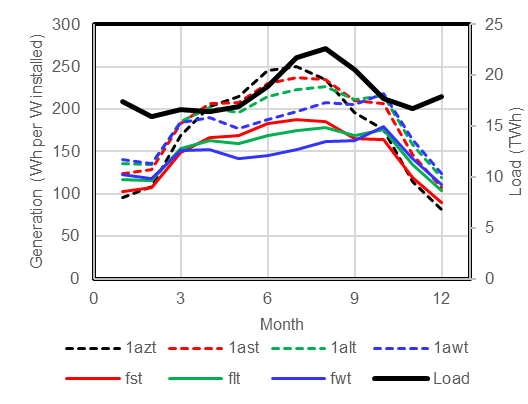 300
250
200
150
100
50
0
Generation (Wh per W installed)
25
20
15
10
5
0
Load (TWh)
0 3 6 9 12
Month
1azt 1ast 1alt 1awt
fst flt fwt Load